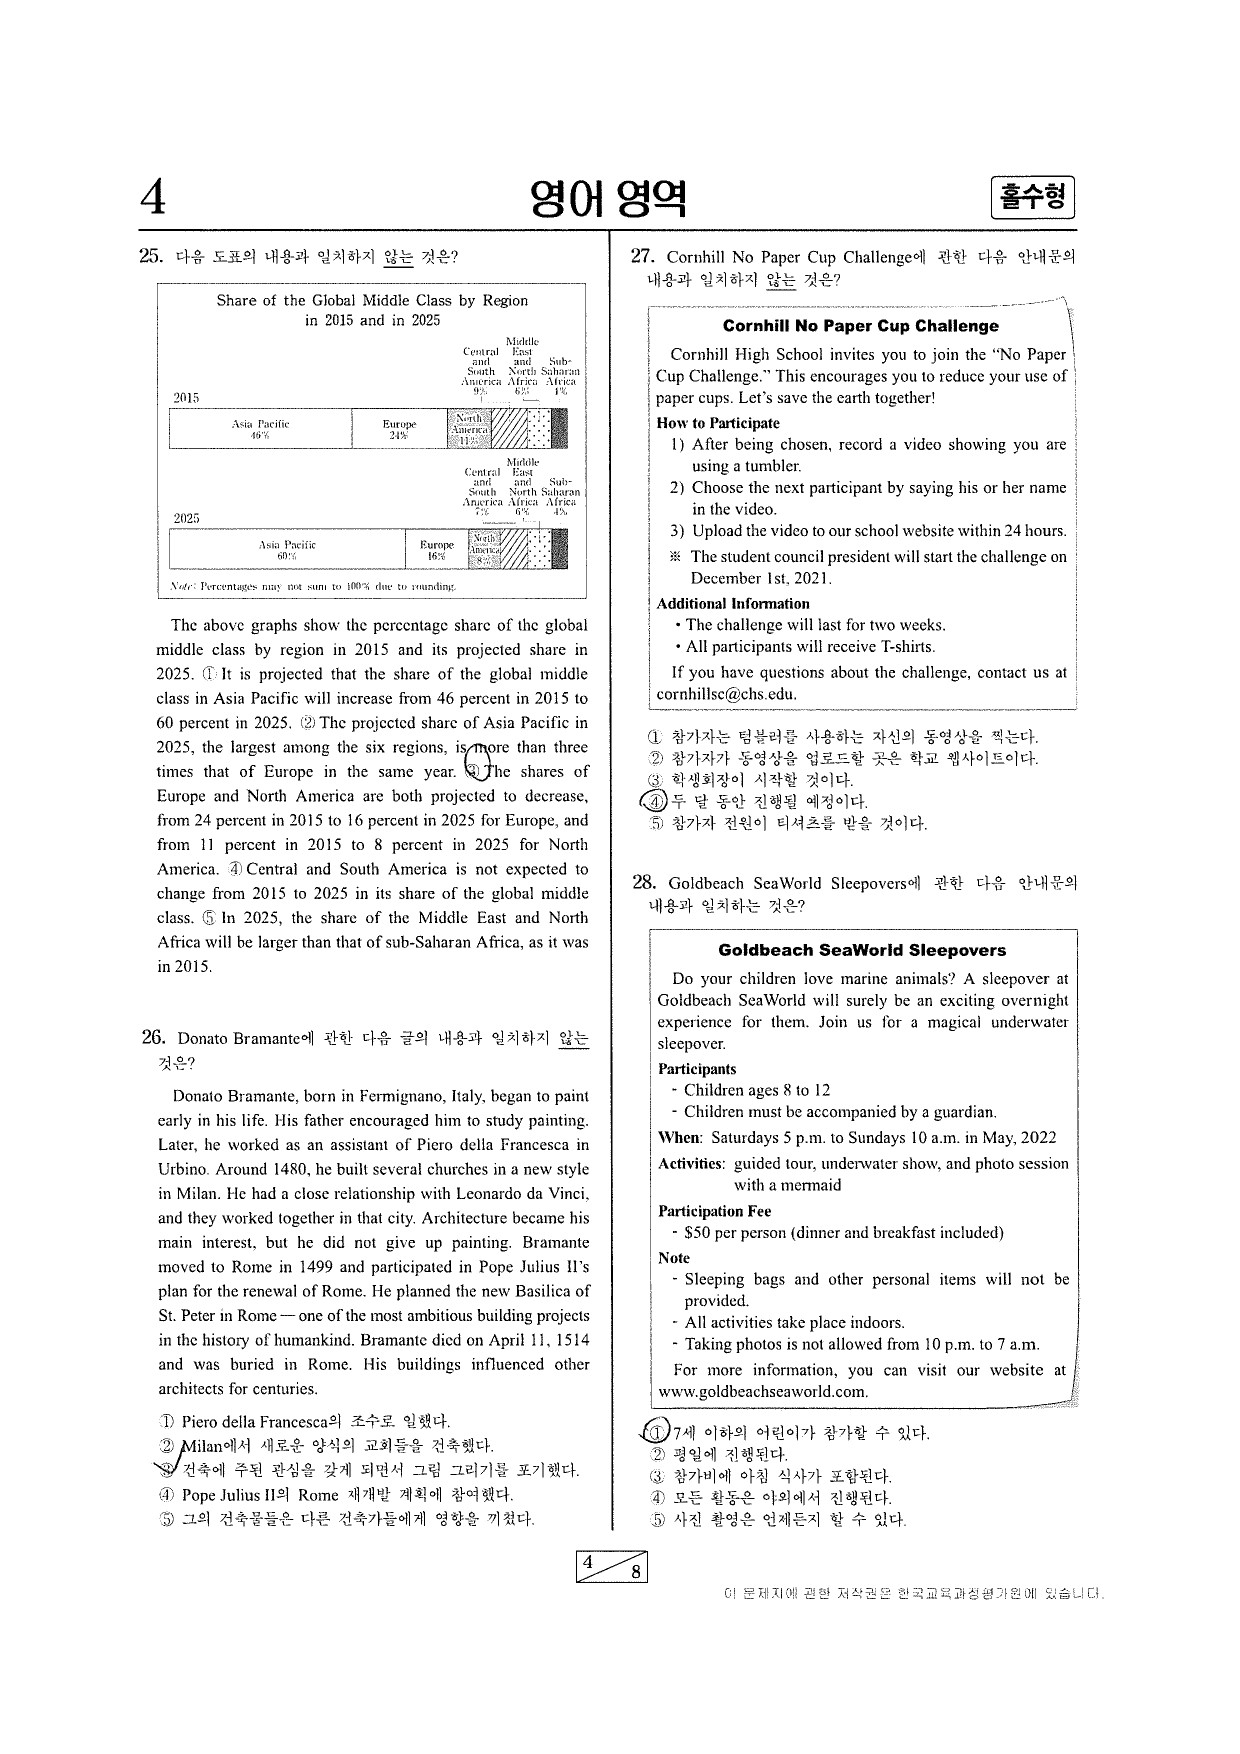 4
영어 영역
홀수형
25. 다음 도표의 내용과 일치하지 않는 것은?
Share of the Global Middle Class by Region
in 2015 and in 2025
Central and South America 9%
Middle East and North Africa 6%
Sub-Saharan Africa 4%
2015
Asia Pacific 46%
Europe 24%
North America 11%
Central and South America 7%
Middle East and North Africa 6%
Sub-Saharan Africa 4%
2025
Asia Pacific 60%
Europe 16%
North America 8%
Note: Percentages may not sum to 100% due to rounding.
The above graphs show the percentage share of the global
middle class by region in 2015 and its projected share in
2025. ① It is projected that the share of the global middle
class in Asia Pacific will increase from 46 percent in 2015 to
60 percent in 2025. ② The projected share of Asia Pacific in
2025, the largest among the six regions, is more than three
times that of Europe in the same year. ③ The shares of
Europe and North America are both projected to decrease,
from 24 percent in 2015 to 16 percent in 2025 for Europe, and
from 11 percent in 2015 to 8 percent in 2025 for North
America. ④ Central and South America is not expected to
change from 2015 to 2025 in its share of the global middle
class. ⑤ In 2025, the share of the Middle East and North
Africa will be larger than that of sub-Saharan Africa, as it was
in 2015.
26. Donato Bramante에 관한 다음 글의 내용과 일치하지 않는
것은?
Donato Bramante, born in Fermignano, Italy, began to paint
early in his life. His father encouraged him to study painting.
Later, he worked as an assistant of Piero della Francesca in
Urbino. Around 1480, he built several churches in a new style
in Milan. He had a close relationship with Leonardo da Vinci,
and they worked together in that city. Architecture became his
main interest, but he did not give up painting. Bramante
moved to Rome in 1499 and participated in Pope Julius II's
plan for the renewal of Rome. He planned the new Basilica of
St. Peter in Rome — one of the most ambitious building projects
in the history of humankind. Bramante died on April 11, 1514
and was buried in Rome. His buildings influenced other
architects for centuries.
① Piero della Francesca의 조수로 일했다.
② Milan에서 새로운 양식의 교회들을 건축했다.
③ 건축에 주된 관심을 갖게 되면서 그림 그리기를 포기했다.
④ Pope Julius II의 Rome 재개발 계획에 참여했다.
⑤ 그의 건축물들은 다른 건축가들에게 영향을 끼쳤다.
27. Cornhill No Paper Cup Challenge에 관한 다음 안내문의
내용과 일치하지 않는 것은?
Cornhill No Paper Cup Challenge
Cornhill High School invites you to join the “No Paper
Cup Challenge.” This encourages you to reduce your use of
paper cups. Let's save the earth together!
How to Participate
1) After being chosen, record a video showing you are
using a tumbler.
2) Choose the next participant by saying his or her name
in the video.
3) Upload the video to our school website within 24 hours.
※ The student council president will start the challenge on
December 1st, 2021.
Additional Information
• The challenge will last for two weeks.
• All participants will receive T-shirts.
If you have questions about the challenge, contact us at
cornhillsc@chs.edu.
① 참가자는 텀블러를 사용하는 자신의 동영상을 찍는다.
② 참가자가 동영상을 업로드할 곳은 학교 웹사이트이다.
③ 학생회장이 시작할 것이다.
④ 두 달 동안 진행될 예정이다.
⑤ 참가자 전원이 티셔츠를 받을 것이다.
28. Goldbeach SeaWorld Sleepovers에 관한 다음 안내문의
내용과 일치하는 것은?
Goldbeach SeaWorld Sleepovers
Do your children love marine animals? A sleepover at
Goldbeach SeaWorld will surely be an exciting overnight
experience for them. Join us for a magical underwater
sleepover.
Participants
- Children ages 8 to 12
- Children must be accompanied by a guardian.
When: Saturdays 5 p.m. to Sundays 10 a.m. in May, 2022
Activities: guided tour, underwater show, and photo session
with a mermaid
Participation Fee
- $50 per person (dinner and breakfast included)
Note
- Sleeping bags and other personal items will not be
provided.
- All activities take place indoors.
- Taking photos is not allowed from 10 p.m. to 7 a.m.
For more information, you can visit our website at
www.goldbeachseaworld.com.
① 7세 이하의 어린이가 참가할 수 있다.
② 평일에 진행된다.
③ 참가비에 아침 식사가 포함된다.
④ 모든 활동은 야외에서 진행된다.
⑤ 사진 촬영은 언제든지 할 수 있다.
4
8
이 문제지에 관한 저작권은 한국교육과정평가원에 있습니다.